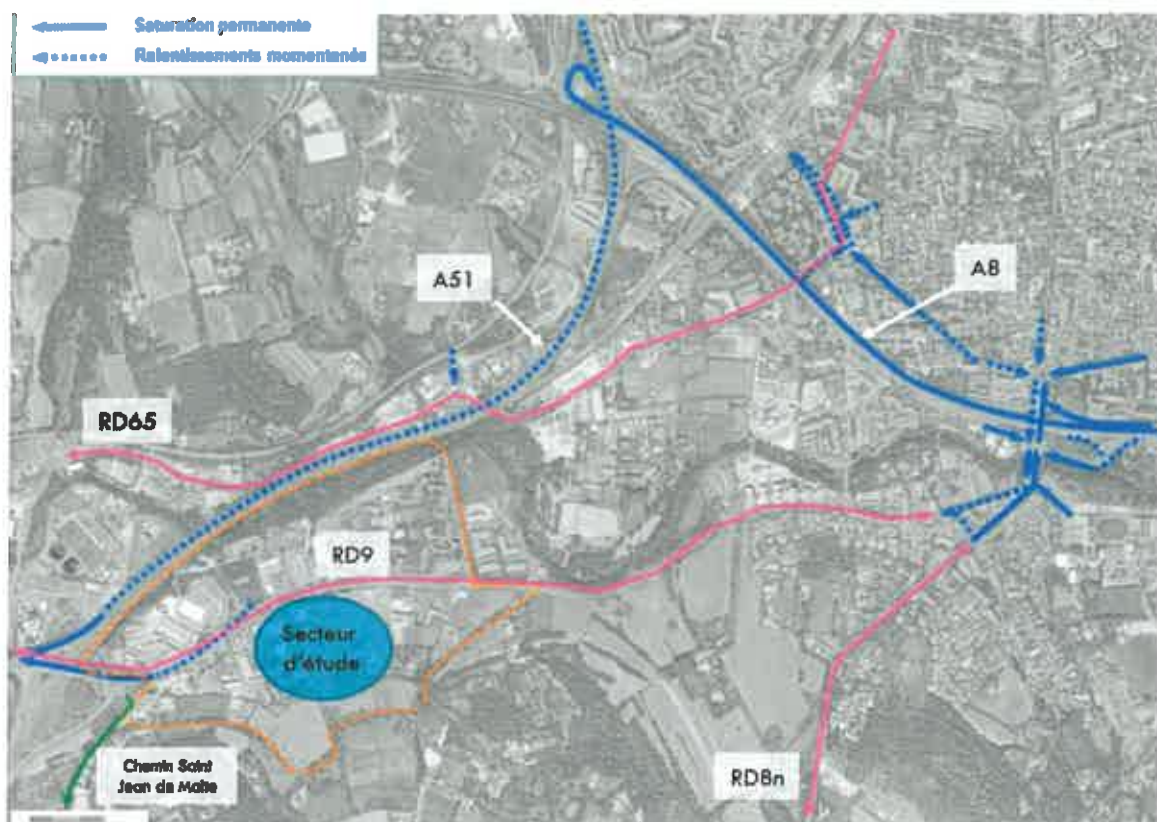 Saturation permanente
Ralentissements momentanés
A51
A8
RD65
RD9
Secteur
d'étude
Chemin Saint
Jean de Malte
RD8n